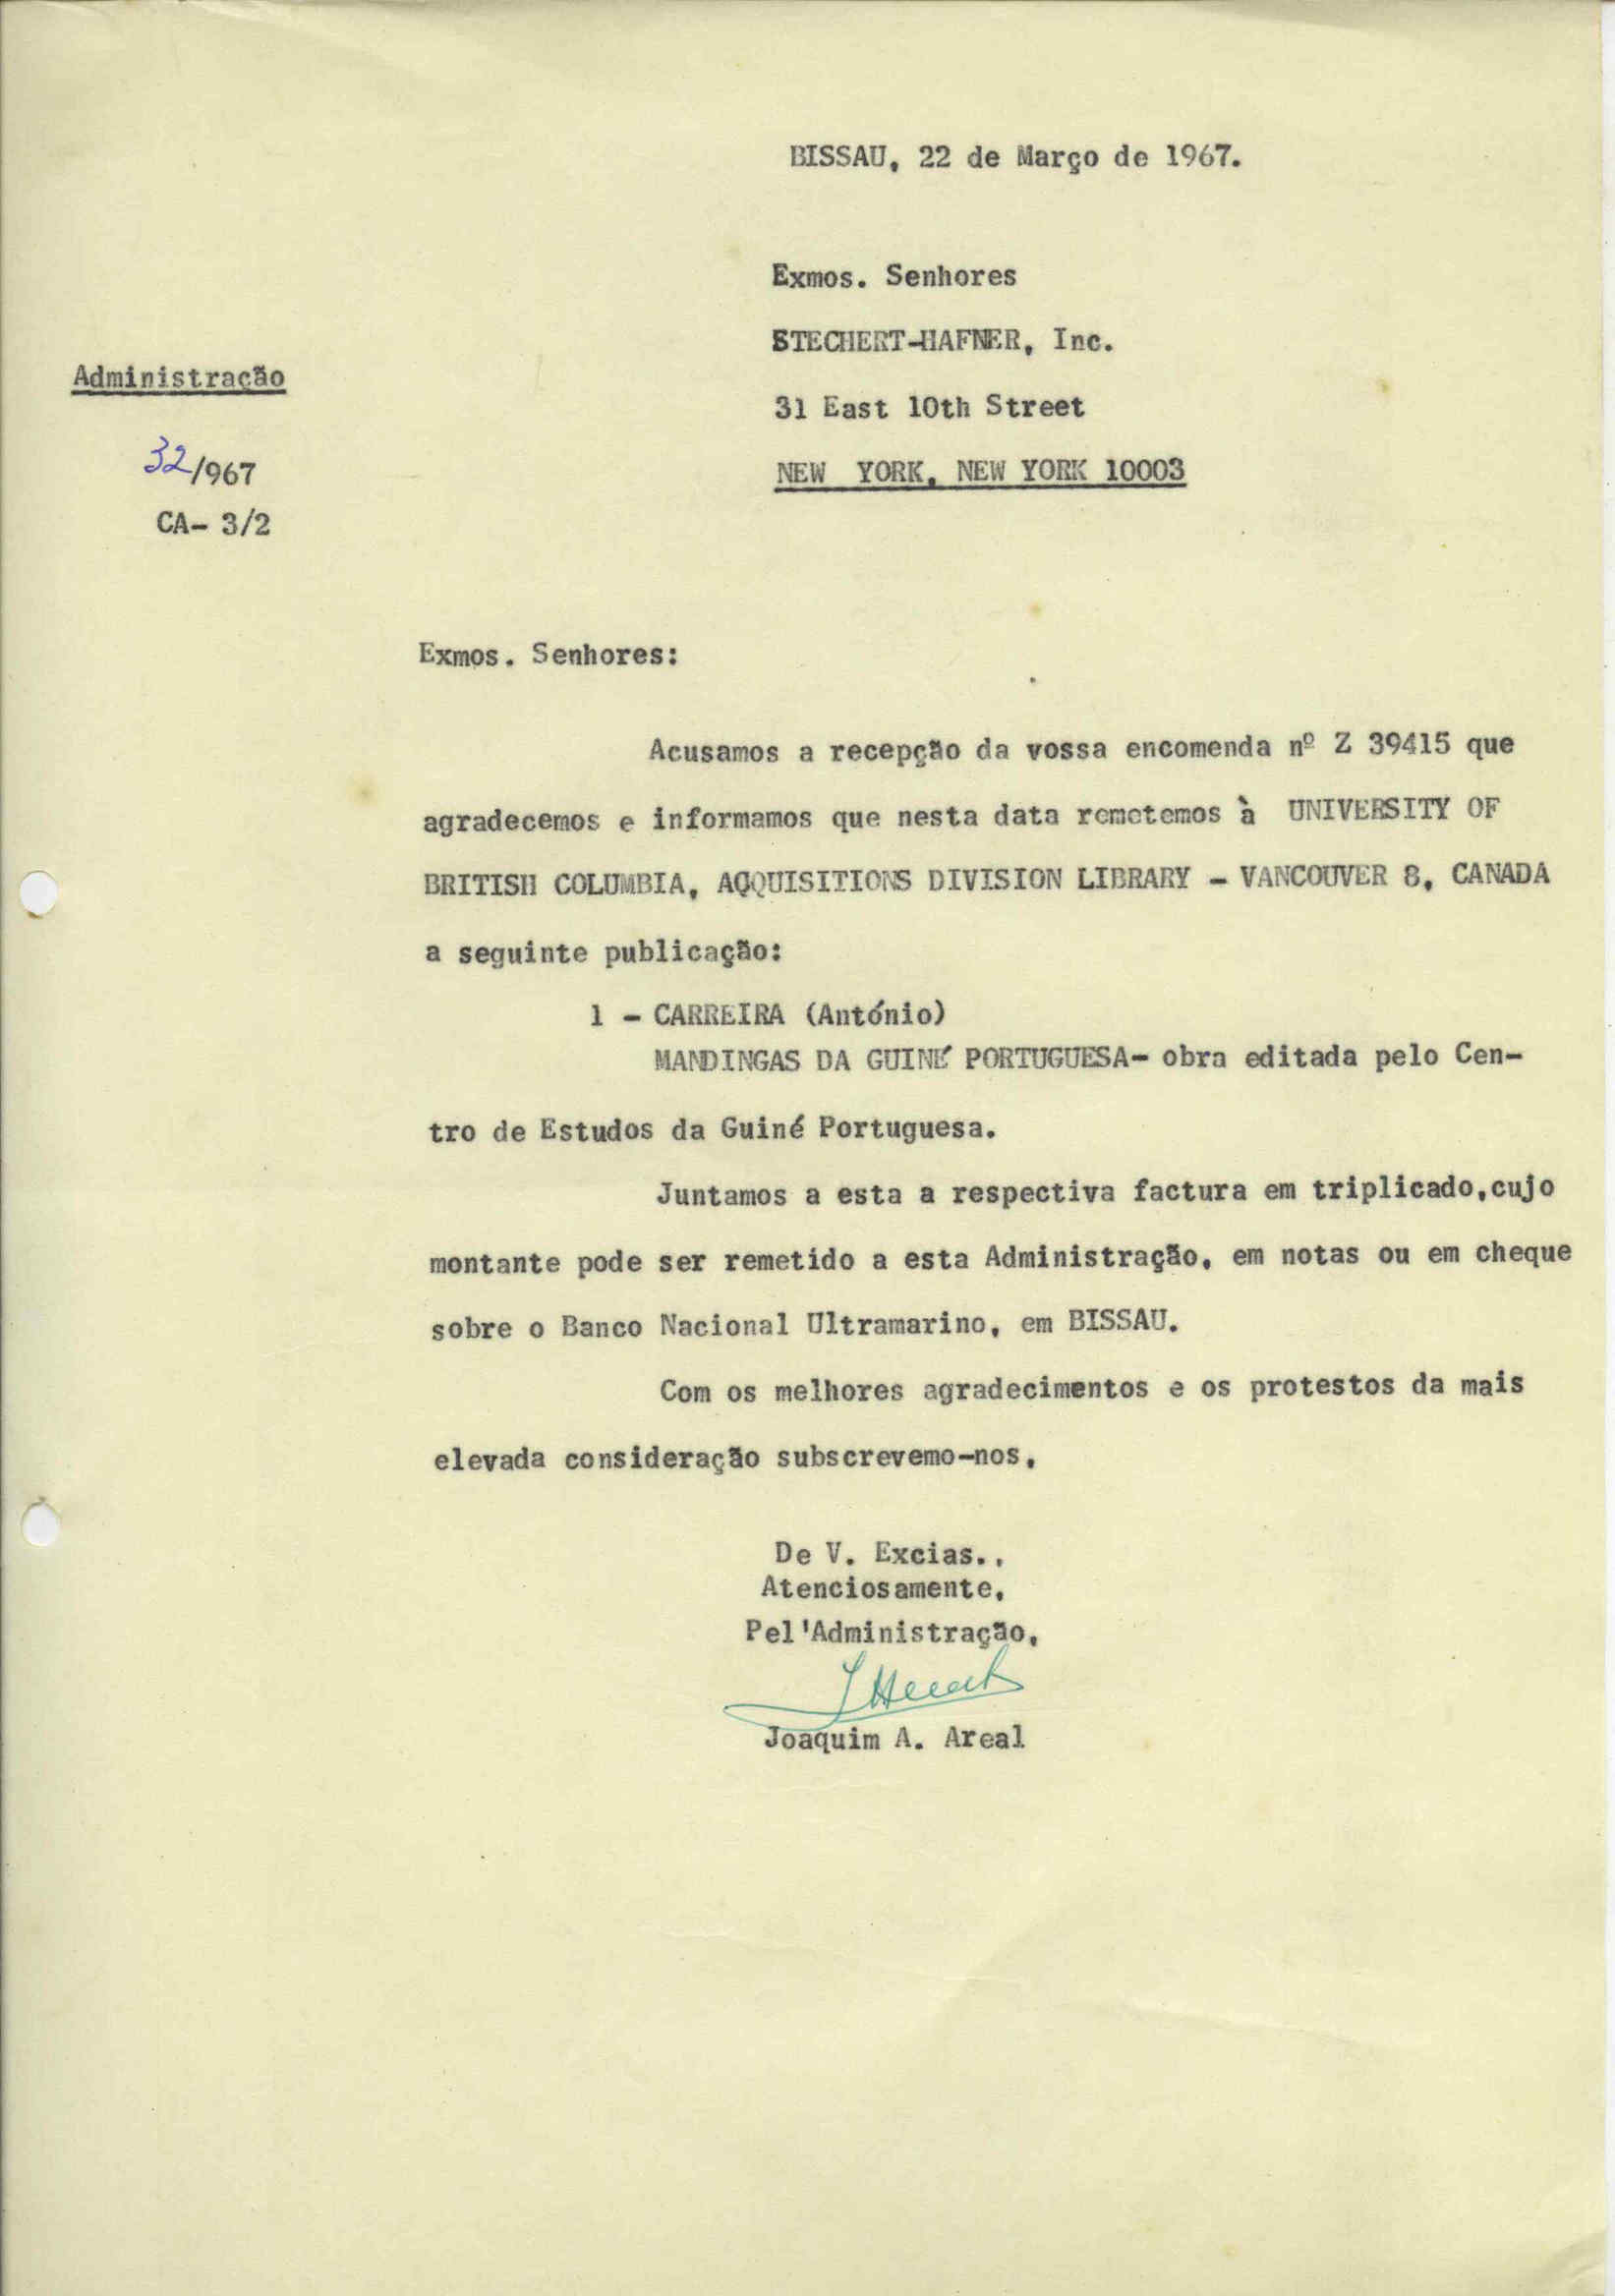 BISSAU, 22 de Março de 1967.
Exmos. Senhores
STECHERT-HAFNER, Inc.
Administração
31 East 10th Street
32/967
NEW YORK, NEW YORK 10003
CA- 3/2
Exmos. Senhores:
Acusamos a recepção da vossa encomenda nº Z 39415 que
agradecemos e informamos que nesta data remetemos à UNIVERSITY OF
BRITISH COLUMBIA, AQQUISITIONS DIVISION LIBRARY - VANCOUVER 8, CANADA
a seguinte publicação:
1 - CARREIRA (António)
MANDINGAS DA GUINÉ PORTUGUESA- obra editada pelo Cen-
tro de Estudos da Guiné Portuguesa.
Juntamos a esta a respectiva factura em triplicado,cujo
montante pode ser remetido a esta Administração, em notas ou em cheque
sobre o Banco Nacional Ultramarino, em BISSAU.
Com os melhores agradecimentos e os protestos da mais
elevada consideração subscrevemo-nos,
De V. Excias.,
Atenciosamente,
Pel'Administração,
Joaquim A. Areal